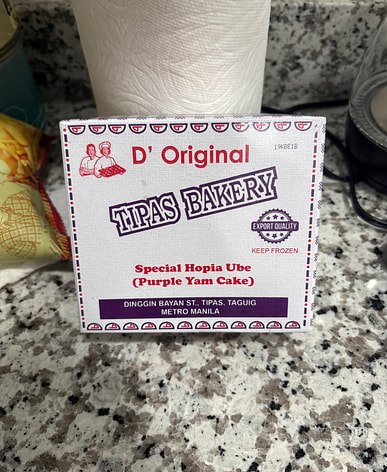 D' Original
TIPAS BAKERY
EXPORT QUALITY
KEEP FROZEN
Special Hopia Ube
(Purple Yam Cake)
DINGGIN BAYAN ST., TIPAS, TAGUIG
METRO MANILA